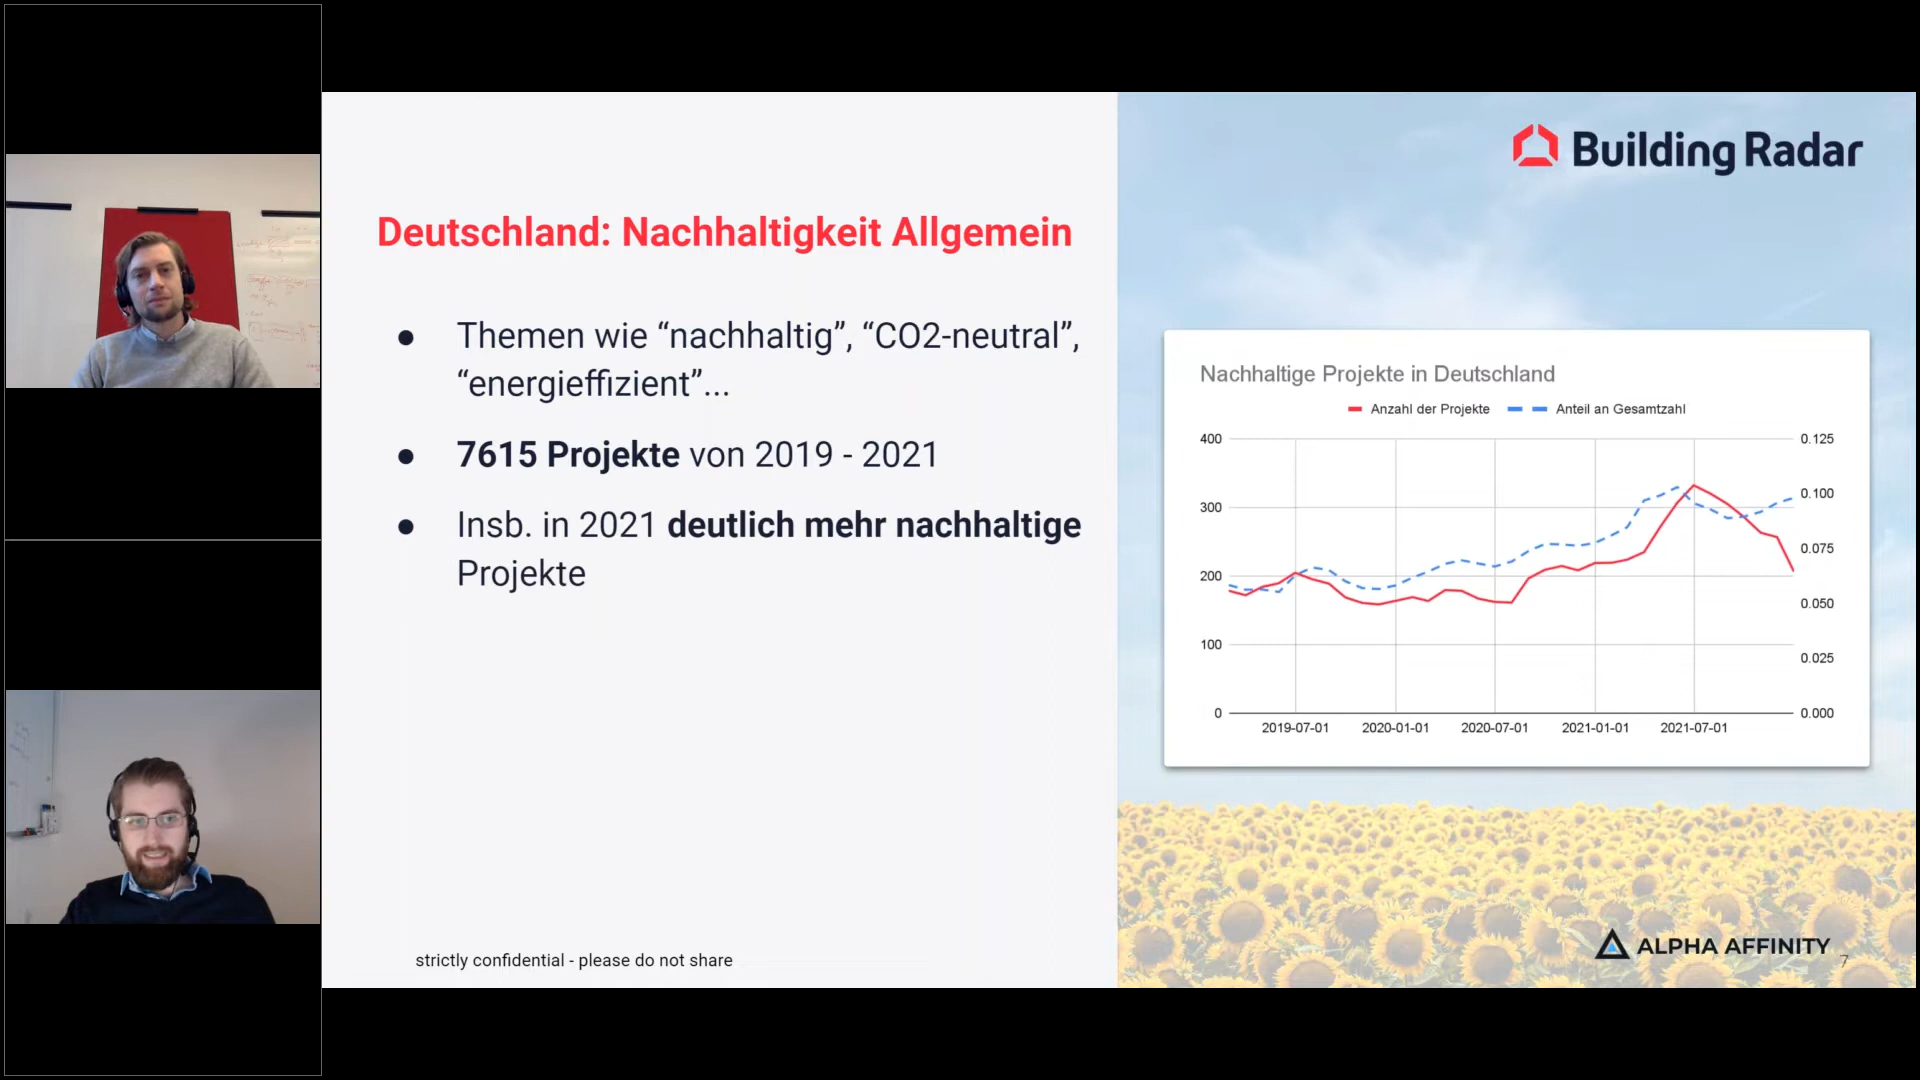 Building Radar
Deutschland: Nachhaltigkeit Allgemein
● Themen wie “nachhaltig”, “CO2-neutral”,
“energieffizient”...
● 7615 Projekte von 2019 - 2021
● Insb. in 2021 deutlich mehr nachhaltige
Projekte
Nachhaltige Projekte in Deutschland
Anzahl der Projekte Anteil an Gesamtzahl
400 0.125
0.100
300
0.075
200
0.050
100
0.025
0 0.000
2019-07-01 2020-01-01 2020-07-01 2021-01-01 2021-07-01
strictly confidential - please do not share
ALPHA AFFINITY
7